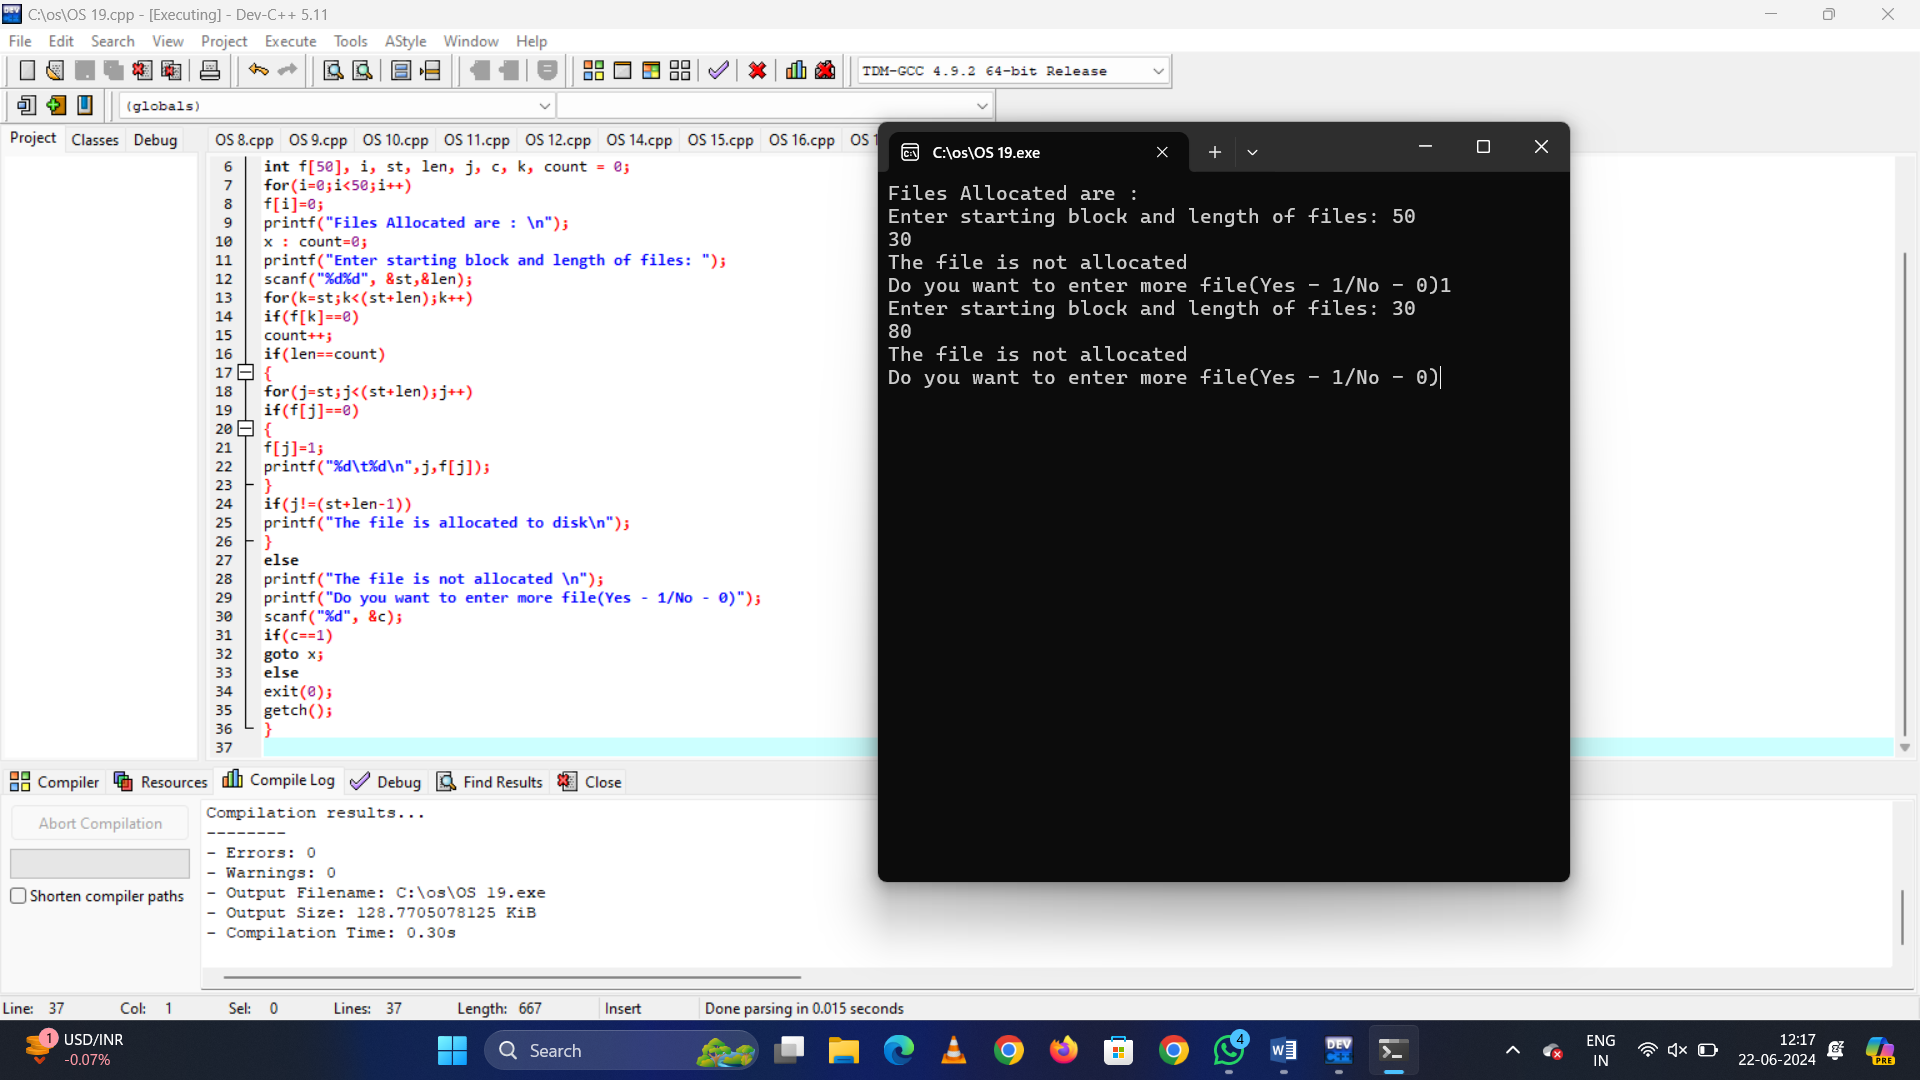 C:\os\OS 19.cpp - [Executing] - Dev-C++ 5.11
File Edit Search View Project Execute Tools AStyle Window Help
TDM-GCC 4.9.2 64-bit Release
(globals)
Project Classes Debug
OS 8.cpp OS 9.cpp OS 10.cpp OS 11.cpp OS 12.cpp OS 14.cpp OS 15.cpp OS 16.cpp OS 1
6 int f[50], i, st, len, j, c, k, count = 0;
7 for(i=0;i<50;i++)
8 f[i]=0;
9 printf("Files Allocated are : \n");
10 x : count=0;
11 printf("Enter starting block and length of files: ");
12 scanf("%d%d", &st,&len);
13 for(k=st;k<(st+len);k++)
14 if(f[k]==0)
15 count++;
16 if(len==count)
17 {
18 for(j=st;j<(st+len);j++)
19 if(f[j]==0)
20 {
21 f[j]=1;
22 printf("%d\t%d\n",j,f[j]);
23 }
24 if(j!=(st+len-1))
25 printf("The file is allocated to disk\n");
26 }
27 else
28 printf("The file is not allocated \n");
29 printf("Do you want to enter more file(Yes - 1/No - 0)");
30 scanf("%d", &c);
31 if(c==1)
32 goto x;
33 else
34 exit(0);
35 getch();
36 }
37
C:\os\OS 19.exe
Files Allocated are :
Enter starting block and length of files: 50
30
The file is not allocated
Do you want to enter more file(Yes - 1/No - 0)1
Enter starting block and length of files: 30
80
The file is not allocated
Do you want to enter more file(Yes - 1/No - 0)
Compiler Resources Compile Log Debug Find Results Close
Abort Compilation
Shorten compiler paths
Compilation results...
--------
- Errors: 0
- Warnings: 0
- Output Filename: C:\os\OS 19.exe
- Output Size: 128.7705078125 KiB
- Compilation Time: 0.30s
Line: 37 Col: 1 Sel: 0 Lines: 37 Length: 667 Insert Done parsing in 0.015 seconds
1
USD/INR
-0.07%
Search
4
DEV
ENG
IN
12:17
22-06-2024
PRE